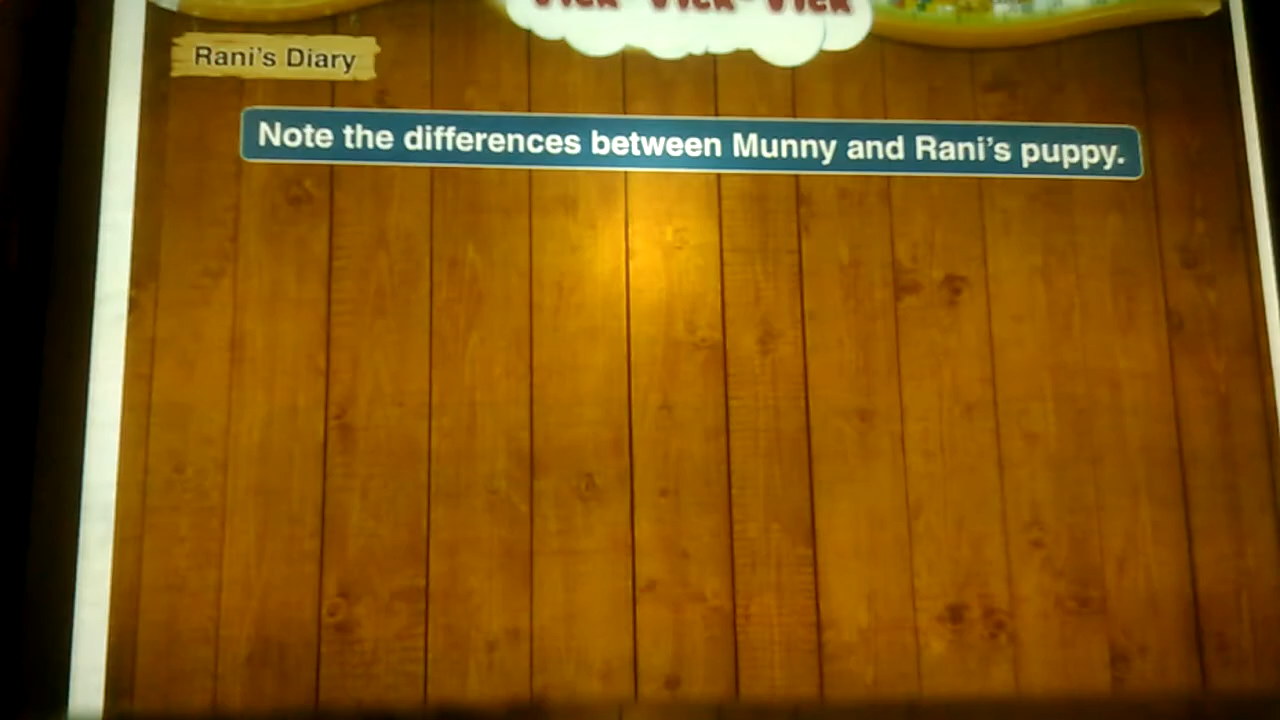 Rani's Diary
Note the differences between Munny and Rani's puppy.